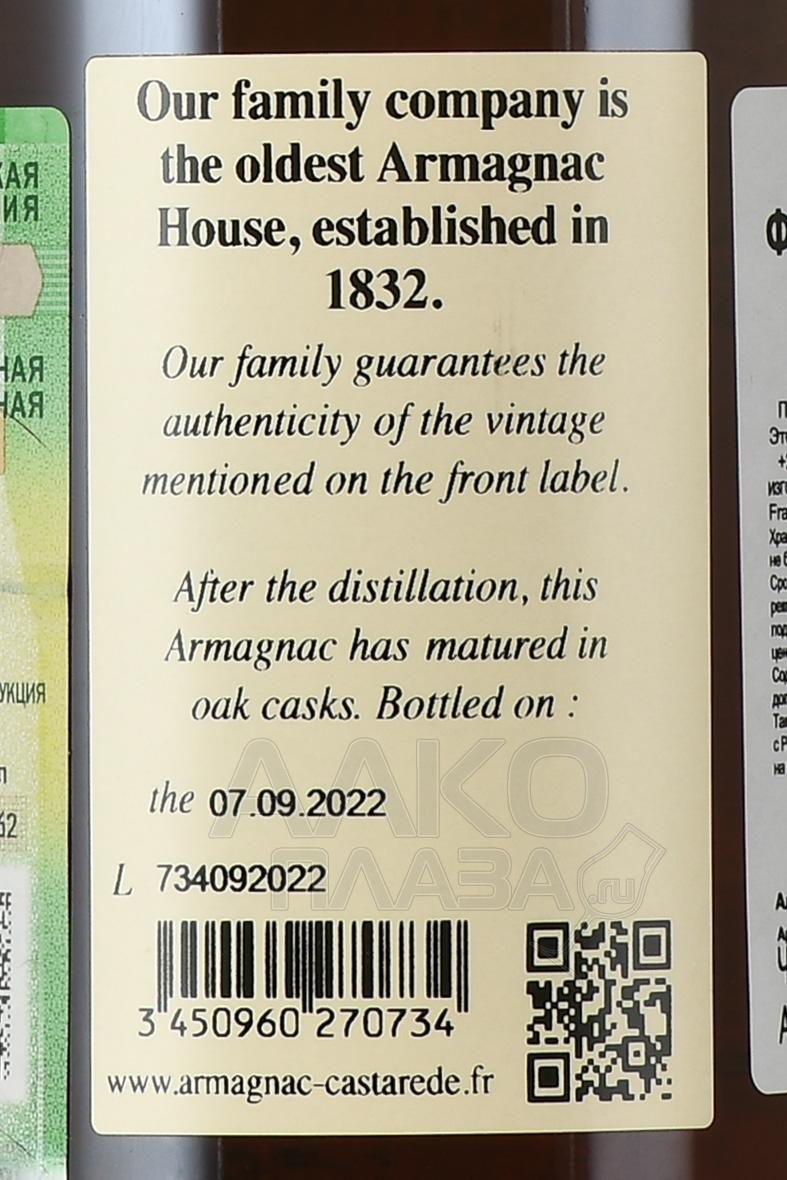 Our family company is
the oldest Armagnac
House, established in
1832.
Our family guarantees the
authenticity of the vintage
mentioned on the front label.
After the distillation, this
Armagnac has matured in
oak casks. Bottled on :
the 07.09.2022
L 734092022
3 450960 270734
www.armagnac-castarede.fr
ААКО
ПЛАЗА.ru